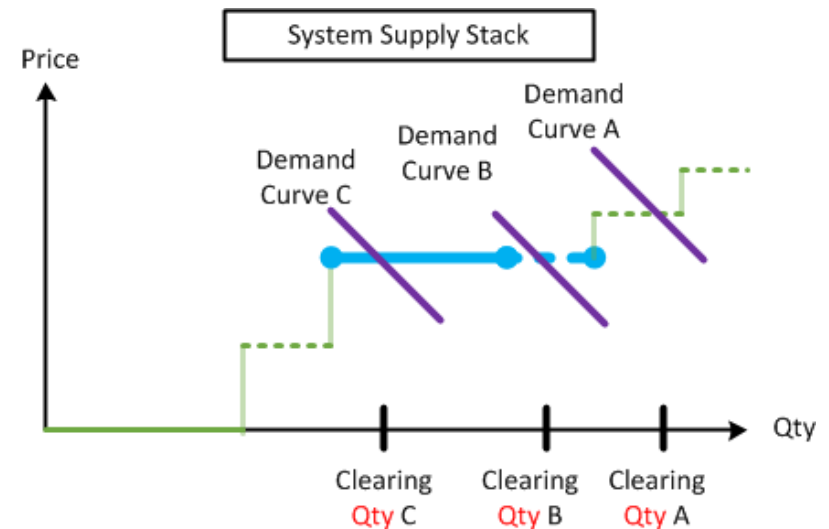 System Supply Stack
Price
Demand
Curve A
Demand
Curve B
Demand
Curve C
Qty
Clearing
Qty C
Clearing
Qty B
Clearing
Qty A